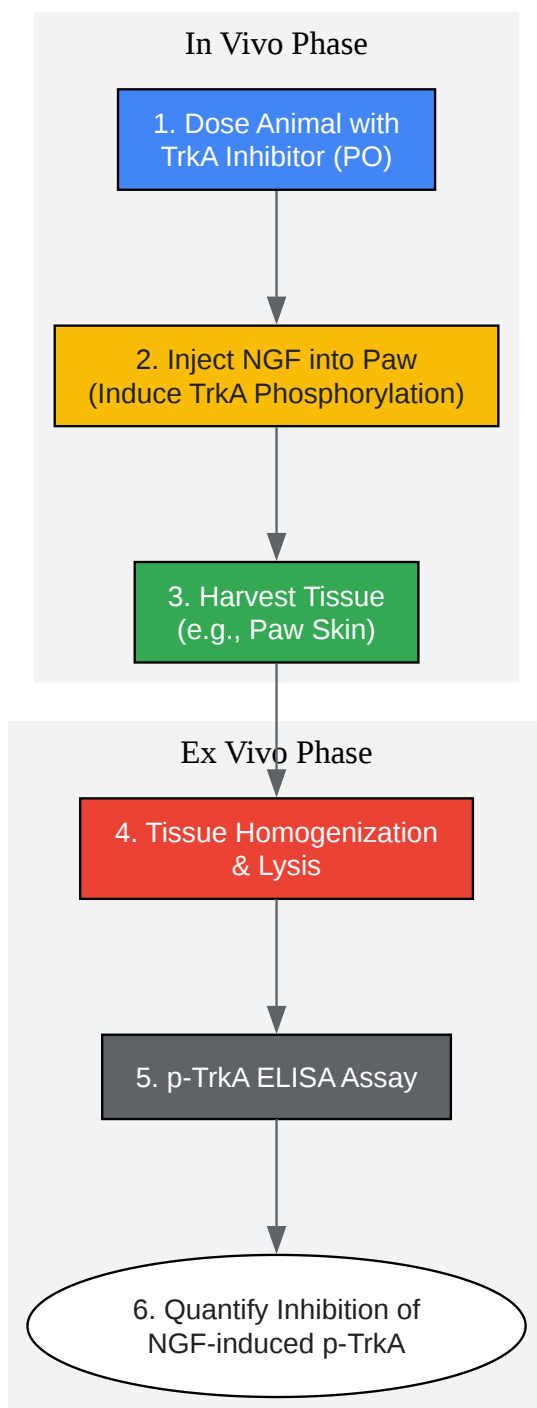 In Vivo Phase
1. Dose Animal with
TrkA Inhibitor (PO)
2. Inject NGF into Paw
(Induce TrkA Phosphorylation)
3. Harvest Tissue
(e.g., Paw Skin)
Ex Vivo Phase
4. Tissue Homogenization
& Lysis
5. p-TrkA ELISA Assay
6. Quantify Inhibition of
NGF-induced p-TrkA